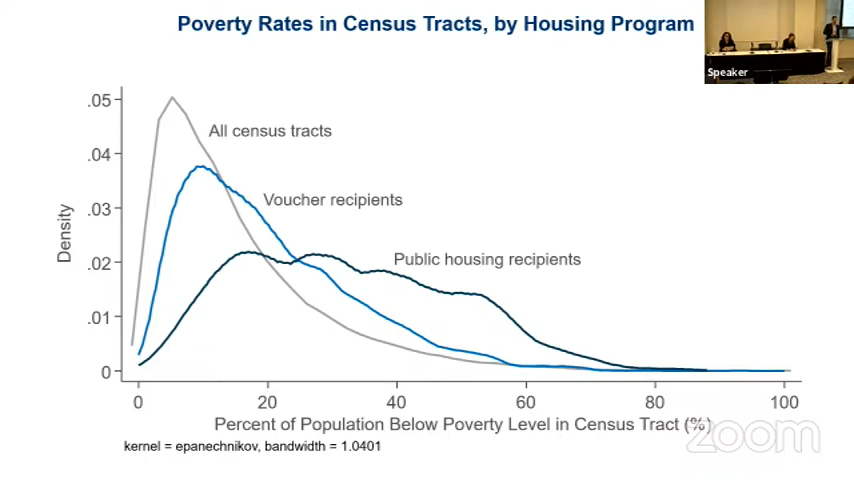 Poverty Rates in Census Tracts, by Housing Program
Speaker
.05
All census tracts
.04
Voucher recipients
.03
Density
Public housing recipients
.02
.01
0
0 20 40 60 80 100
Percent of Population Below Poverty Level in Census Tract (%)
zoom
kernel = epanechnikov, bandwidth = 1.0401